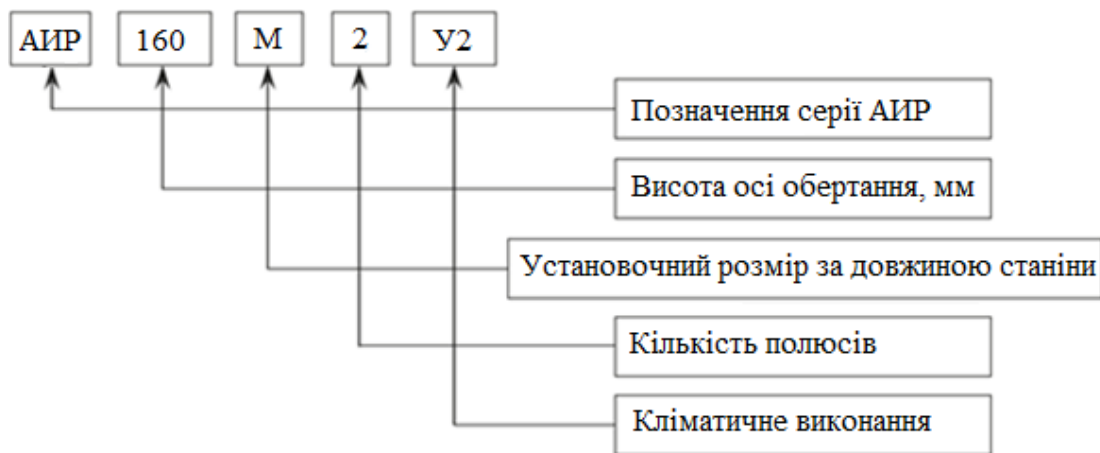 АИР 160 М 2 У2
Позначення серії АИР
Висота осі обертання, мм
Установочний розмір за довжиною станіни
Кількість полюсів
Кліматичне виконання